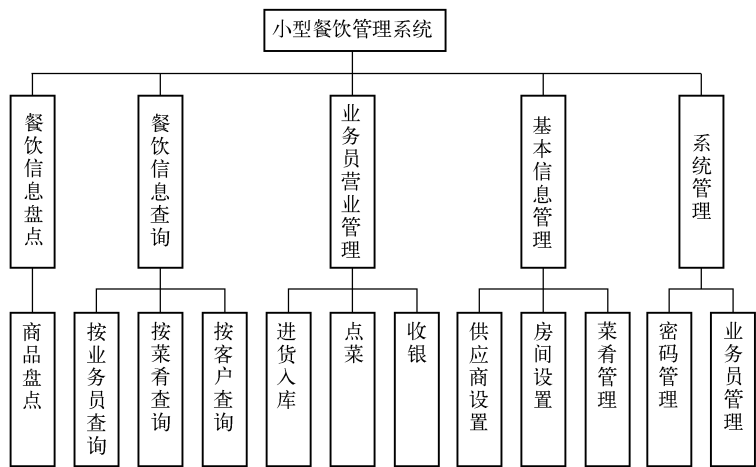 小型餐饮管理系统
餐饮信息盘点
餐饮信息查询
业务员营业管理
基本信息管理
系统管理
商品盘点
按业务员查询
按菜肴查询
按客户查询
进货入库
点菜
收银
供应商设置
房间设置
菜肴管理
密码管理
业务员管理